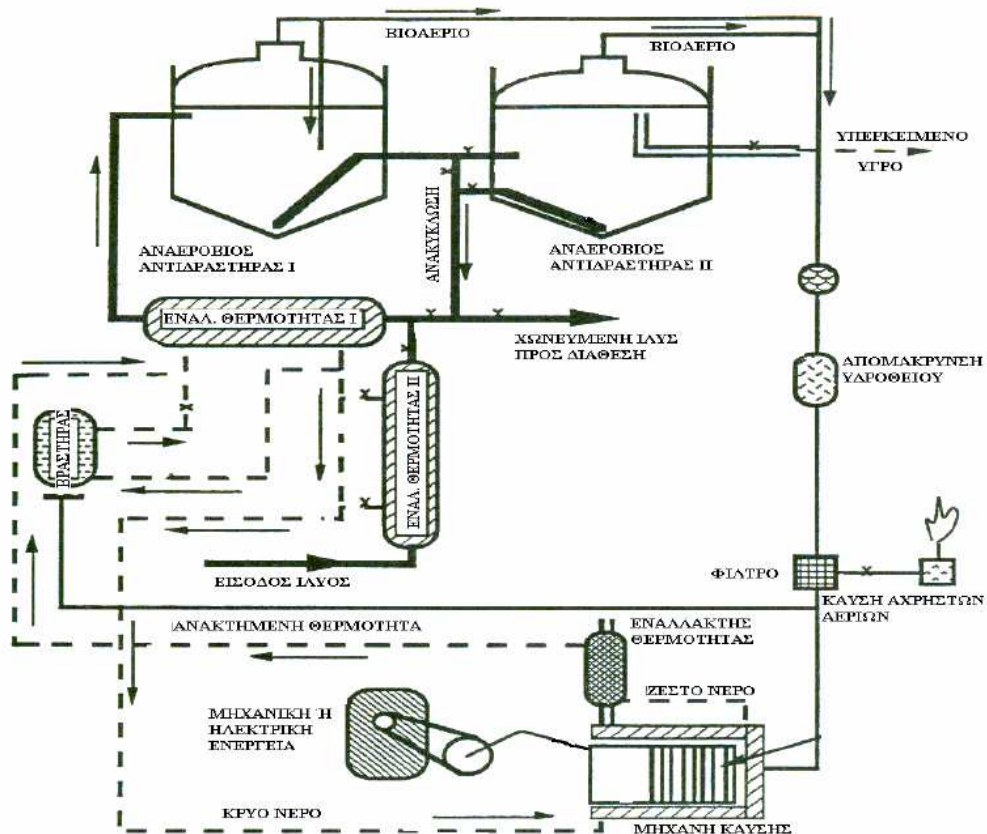 ΒΙΟΑΕΡΙΟ
ΒΙΟΑΕΡΙΟ
ΥΠΕΡΚΕΙΜΕΝΟ
ΥΓΡΟ
ΑΝΑΕΡΟΒΙΟΣ
ΑΝΤΙΔΡΑΣΤΗΡΑΣ Ι
ΑΝΑΚΥΚΛΩΣΗ
ΑΝΑΕΡΟΒΙΟΣ
ΑΝΤΙΔΡΑΣΤΗΡΑΣ ΙΙ
ΕΝΑΛ. ΘΕΡΜΟΤΗΤΑΣ Ι
ΧΩΝΕΥΜΕΝΗ ΙΛΥΣ
ΠΡΟΣ ΔΙΑΘΕΣΗ
ΑΠΟΜΑΚΡΥΝΣΗ
ΥΔΡΟΘΕΙΟΥ
ΒΡΑΣΤΗΡΑΣ
ΕΝΑΛ. ΘΕΡΜΟΤΗΤΑΣ ΙΙ
ΕΙΣΟΔΟΣ ΙΛΥΟΣ
ΦΙΛΤΡΟ
ΚΑΥΣΗ ΑΧΡΗΣΤΩΝ
ΑΕΡΙΩΝ
ΑΝΑΚΤΗΜΕΝΗ ΘΕΡΜΟΤΗΤΑ
ΕΝΑΛΛΑΚΤΗΣ
ΘΕΡΜΟΤΗΤΑΣ
ΖΕΣΤΟ ΝΕΡΟ
ΜΗΧΑΝΙΚΗ Ή
ΗΛΕΚΤΡΙΚΗ
ΕΝΕΡΓΕΙΑ
ΚΡΥΟ ΝΕΡΟ
ΜΗΧΑΝΗ ΚΑΥΣΗΣ